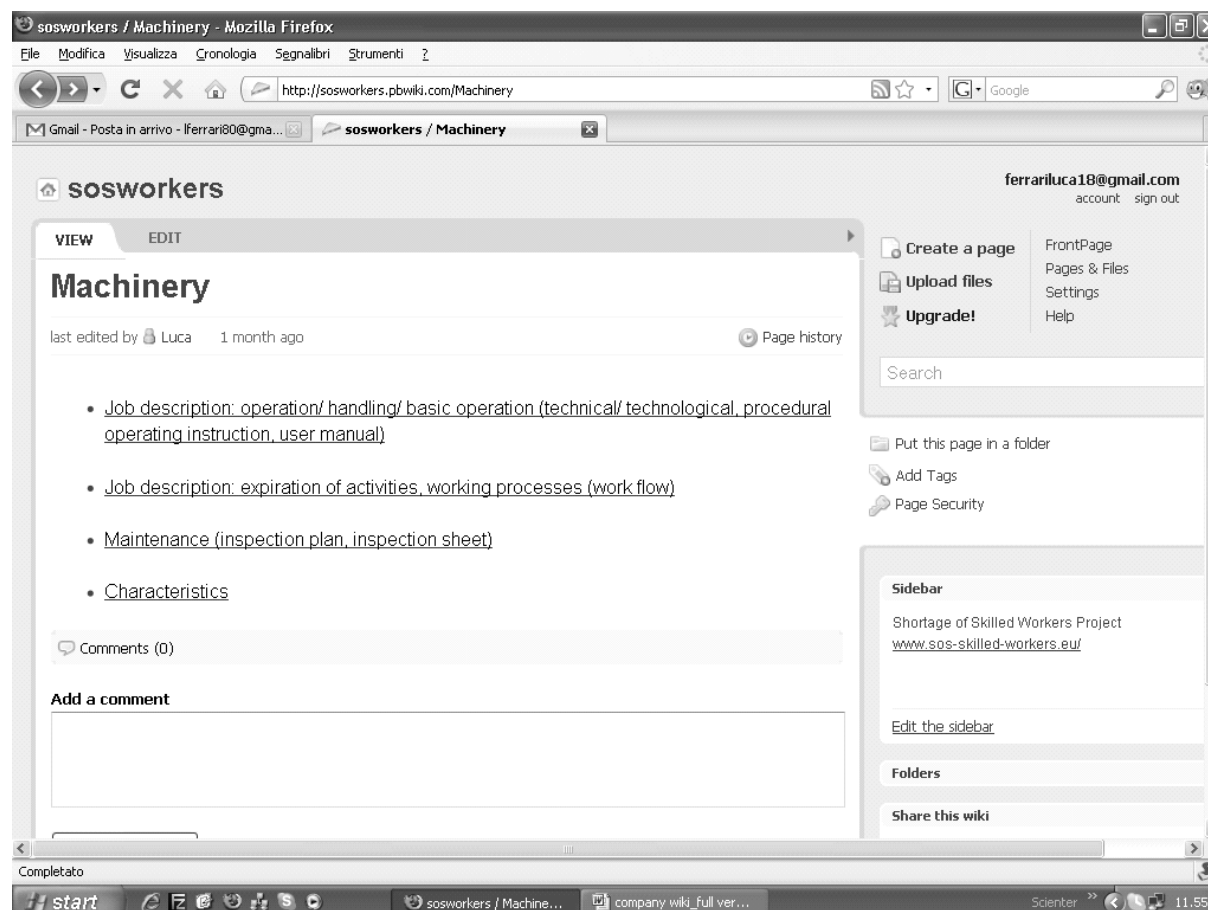 sosworkers / Machinery - Mozilla Firefox
File Modifica Visualizza Cronologia Segnalibri Strumenti ?
http://sosworkers.pbwiki.com/Machinery
G Google
Gmail - Posta in arrivo - lferrari80@gma...
sosworkers / Machinery
sosworkers
ferrariluca18@gmail.com
account sign out
VIEW EDIT
Machinery
last edited by Luca 1 month ago
Page history
• Job description: operation/ handling/ basic operation (technical/ technological, procedural
operating instruction, user manual)
• Job description: expiration of activities, working processes (work flow)
• Maintenance (inspection plan, inspection sheet)
• Characteristics
Comments (0)
Add a comment
Create a page
Upload files
Upgrade!
FrontPage
Pages & Files
Settings
Help
Search
Put this page in a folder
Add Tags
Page Security
Sidebar
Shortage of Skilled Workers Project
www.sos-skilled-workers.eu/
Edit the sidebar
Folders
Share this wiki
Completato
start
sosworkers / Machine...
company wiki_full ver...
Scienter »
11.55